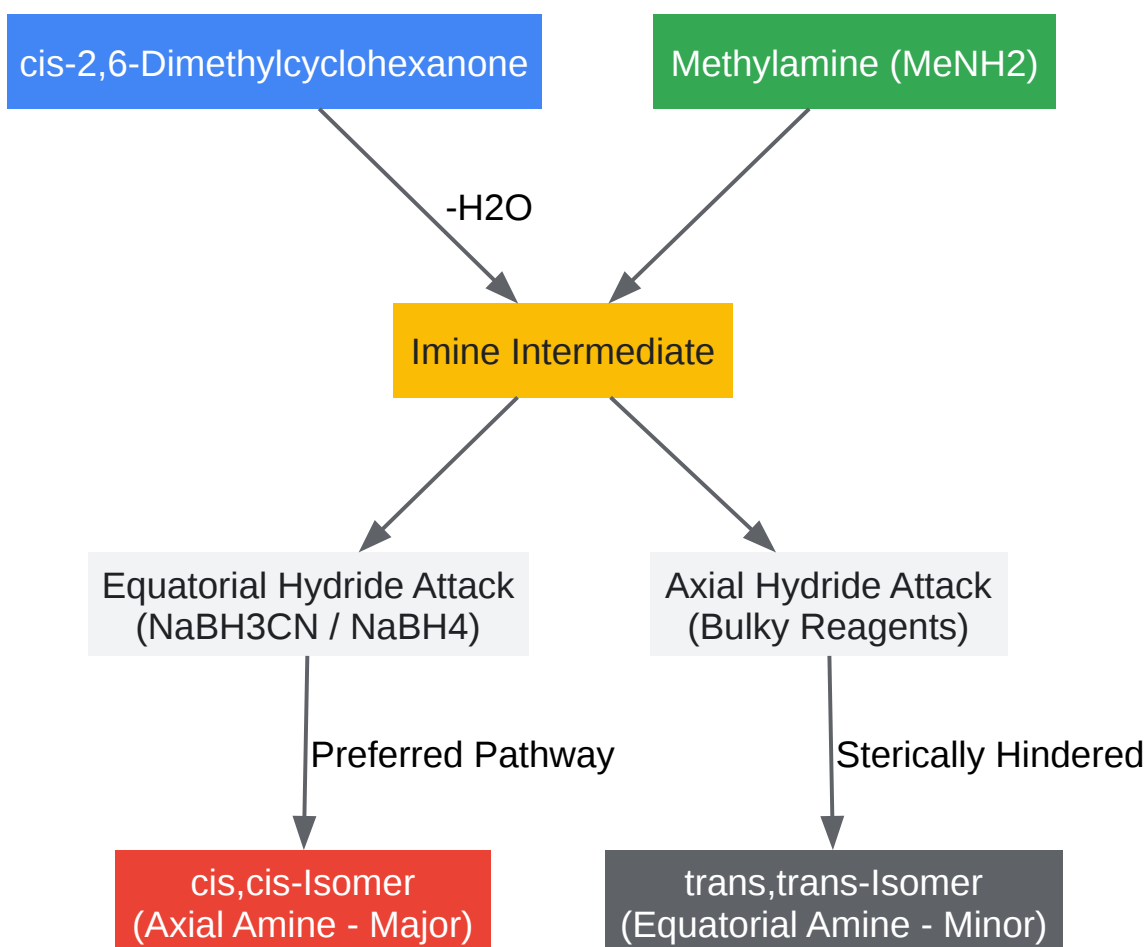 cis-2,6-Dimethylcyclohexanone
Methylamine (MeNH2)
-H2O
Imine Intermediate
Equatorial Hydride Attack
(NaBH3CN / NaBH4)
Axial Hydride Attack
(Bulky Reagents)
Preferred Pathway
Sterically Hindered
cis,cis-Isomer
(Axial Amine - Major)
trans,trans-Isomer
(Equatorial Amine - Minor)